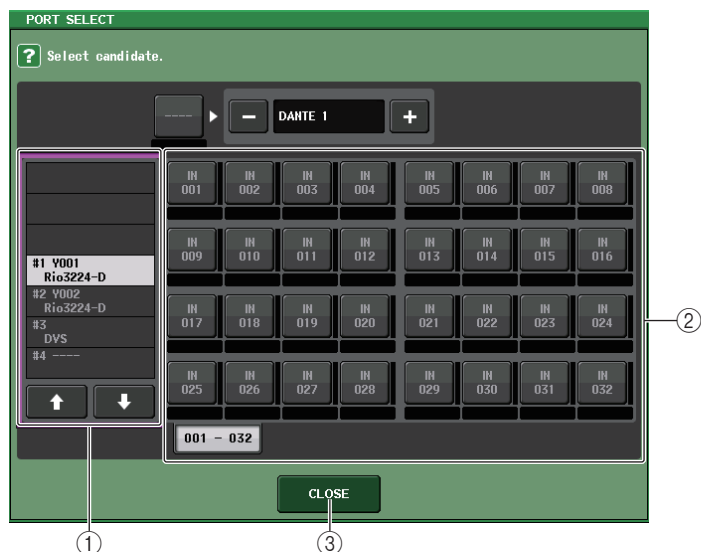 PORT SELECT
? Select candidate.
---- − DANTE 1 +
#1 Y001
Rio3224-D
#2 Y002
Rio3224-D
#3
DVS
#4 ----
IN 001 IN 002 IN 003 IN 004 IN 005 IN 006 IN 007 IN 008
IN 009 IN 010 IN 011 IN 012 IN 013 IN 014 IN 015 IN 016
IN 017 IN 018 IN 019 IN 020 IN 021 IN 022 IN 023 IN 024
IN 025 IN 026 IN 027 IN 028 IN 029 IN 030 IN 031 IN 032
001 - 032
CLOSE
①
②
③